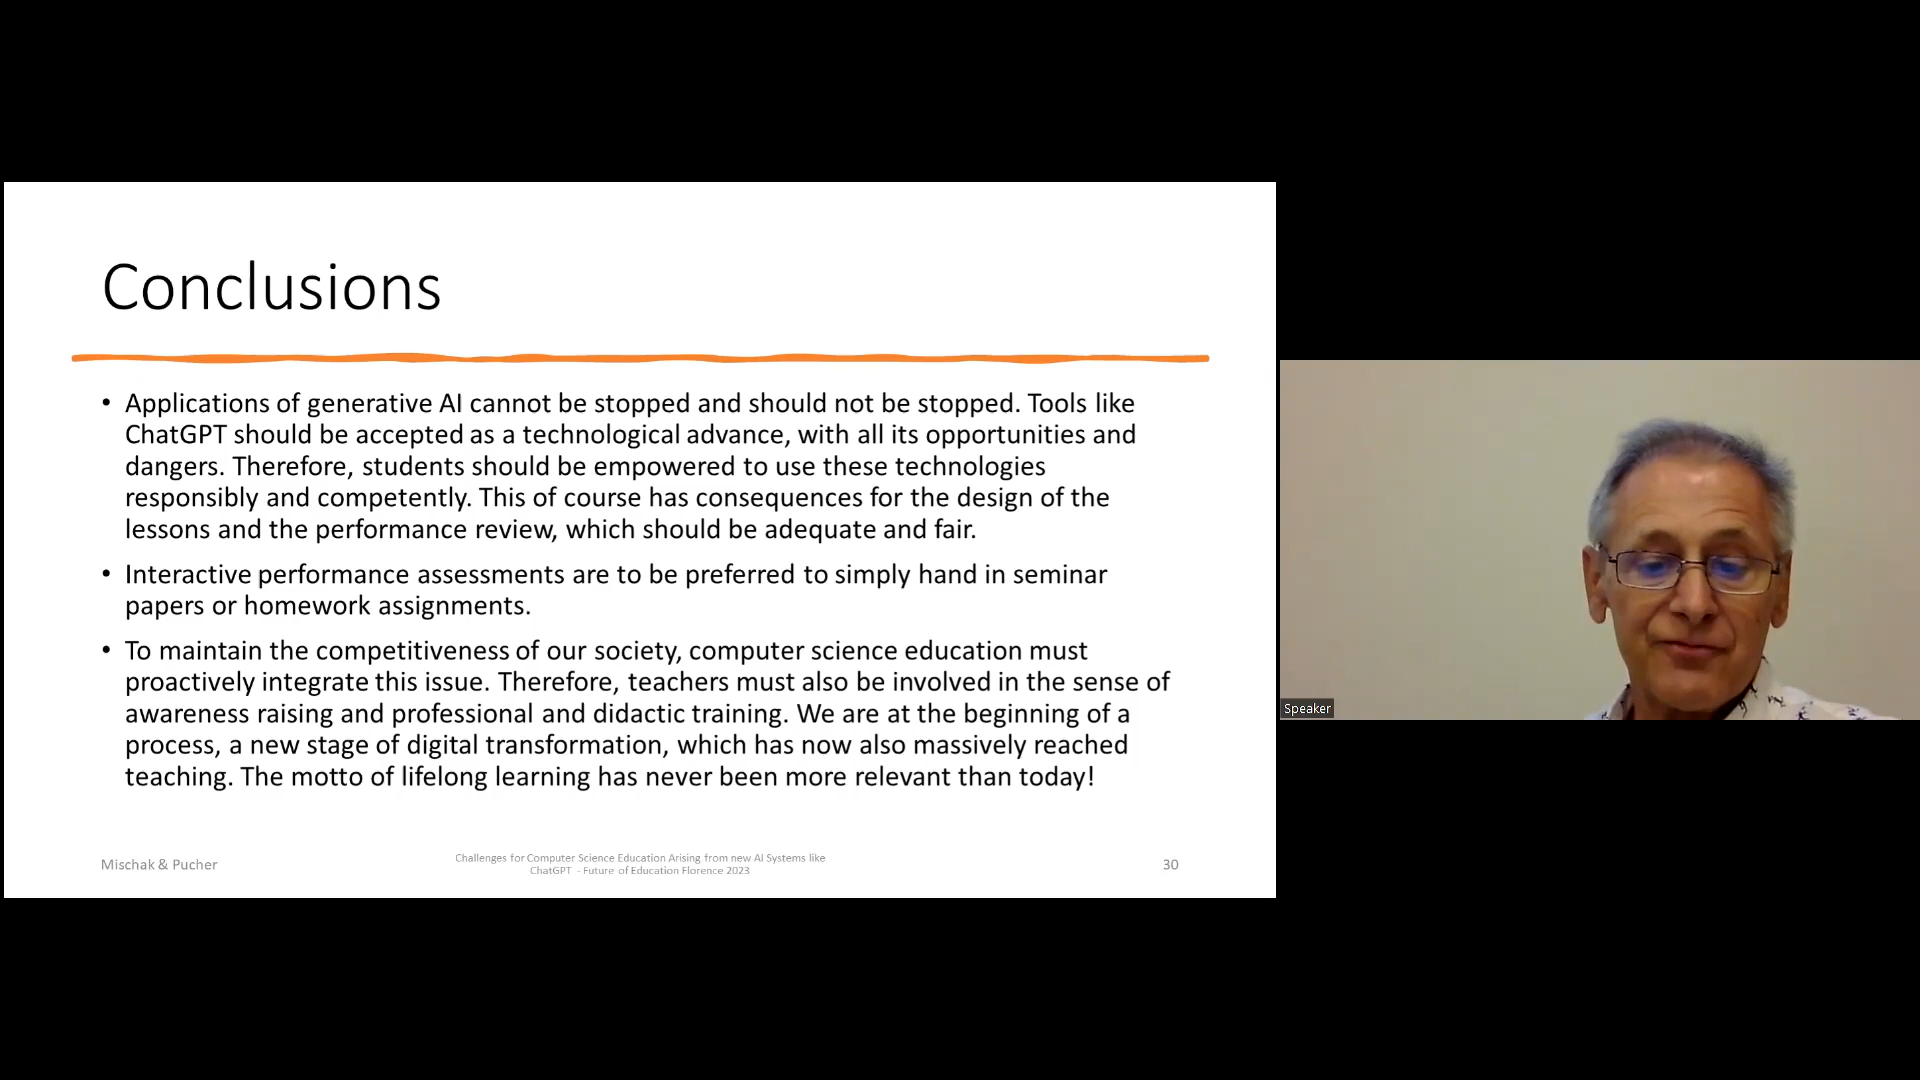 Conclusions
• Applications of generative AI cannot be stopped and should not be stopped. Tools like
ChatGPT should be accepted as a technological advance, with all its opportunities and
dangers. Therefore, students should be empowered to use these technologies
responsibly and competently. This of course has consequences for the design of the
lessons and the performance review, which should be adequate and fair.
• Interactive performance assessments are to be preferred to simply hand in seminar
papers or homework assignments.
• To maintain the competitiveness of our society, computer science education must
proactively integrate this issue. Therefore, teachers must also be involved in the sense of
awareness raising and professional and didactic training. We are at the beginning of a
process, a new stage of digital transformation, which has now also massively reached
teaching. The motto of lifelong learning has never been more relevant than today!
Mischak & Pucher
Challenges for Computer Science Education Arising from new AI Systems like
ChatGPT - Future of Education Florence 2023
30
Speaker